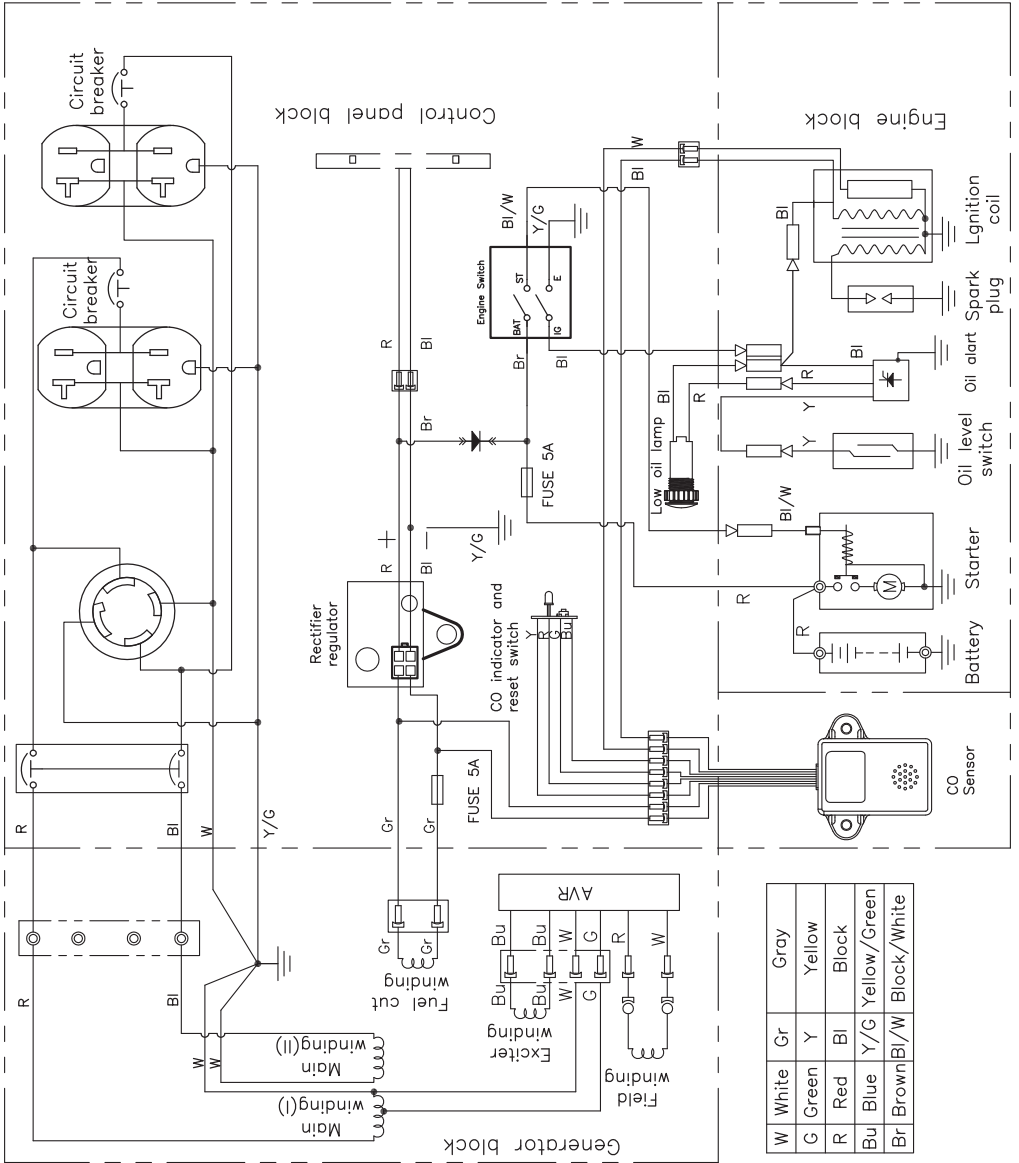 Circuit
breaker
Circuit
breaker
Control panel block
Engine block
W
Bl
Bl/W
Y/G
Engine Switch
ST
E
BAT
IG
Br
Bl
Bl
Lgnition
coil
Spark
plug
Oil alart
Bl
R
Y
Y
Oil level
switch
Bl
R
Low oil lamp
R
Bl
Br
FUSE 5A
+
R
Bl
—
Y/G
Rectifier
regulator
CO indicator and
reset switch
Y
R
G
Bu
Bl/W
R
R
Starter
M
Battery
CO
Sensor
R
Bl
W
Y/G
Gr
Gr
FUSE 5A
R
Bl
W
W
Gr
Gr
Fuel cut
winding
AVR
Bu
Bu
W
G
R
W
Bu
Bu
W
G
Exciter
winding
Field
winding
Main
winding(II)
Main
winding(I)
Generator block
W White Gr Gray
G Green Y Yellow
R Red Bl Block
Bu Blue Y/G Yellow/Green
Br Brown Bl/W Block/White